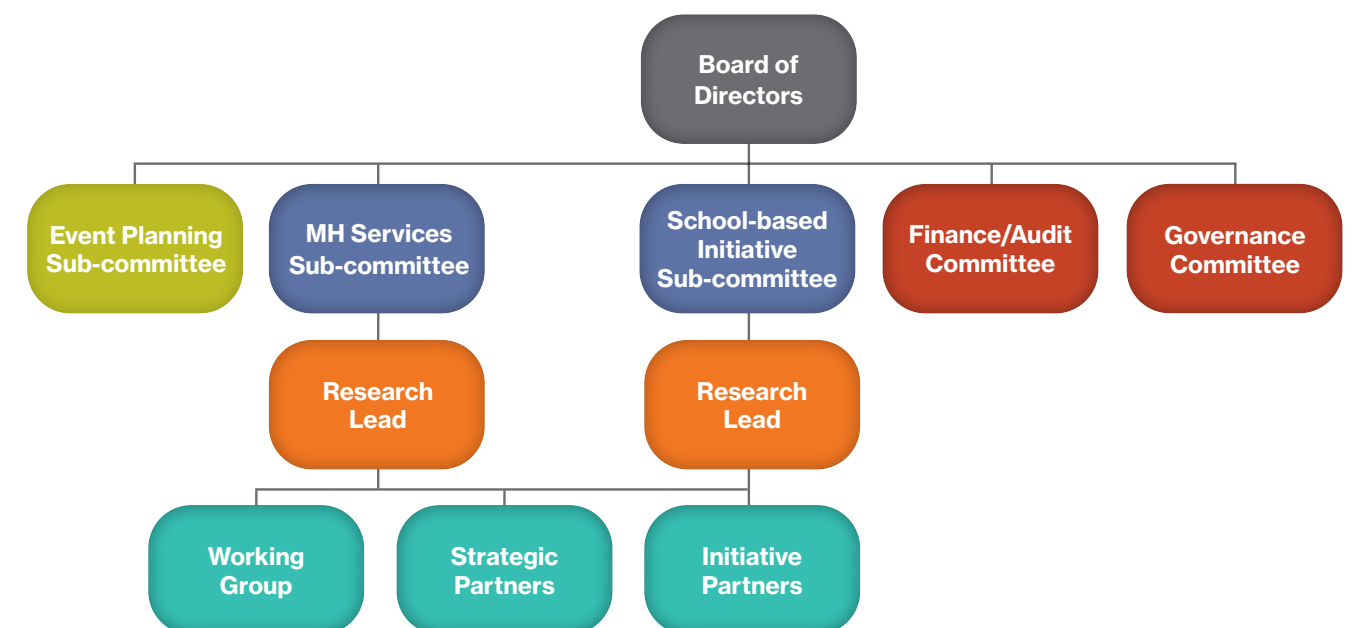 Board of
Directors
Event Planning
Sub-committee
MH Services
Sub-committee
School-based
Initiative
Sub-committee
Finance/Audit
Committee
Governance
Committee
Research
Lead
Research
Lead
Working
Group
Strategic
Partners
Initiative
Partners